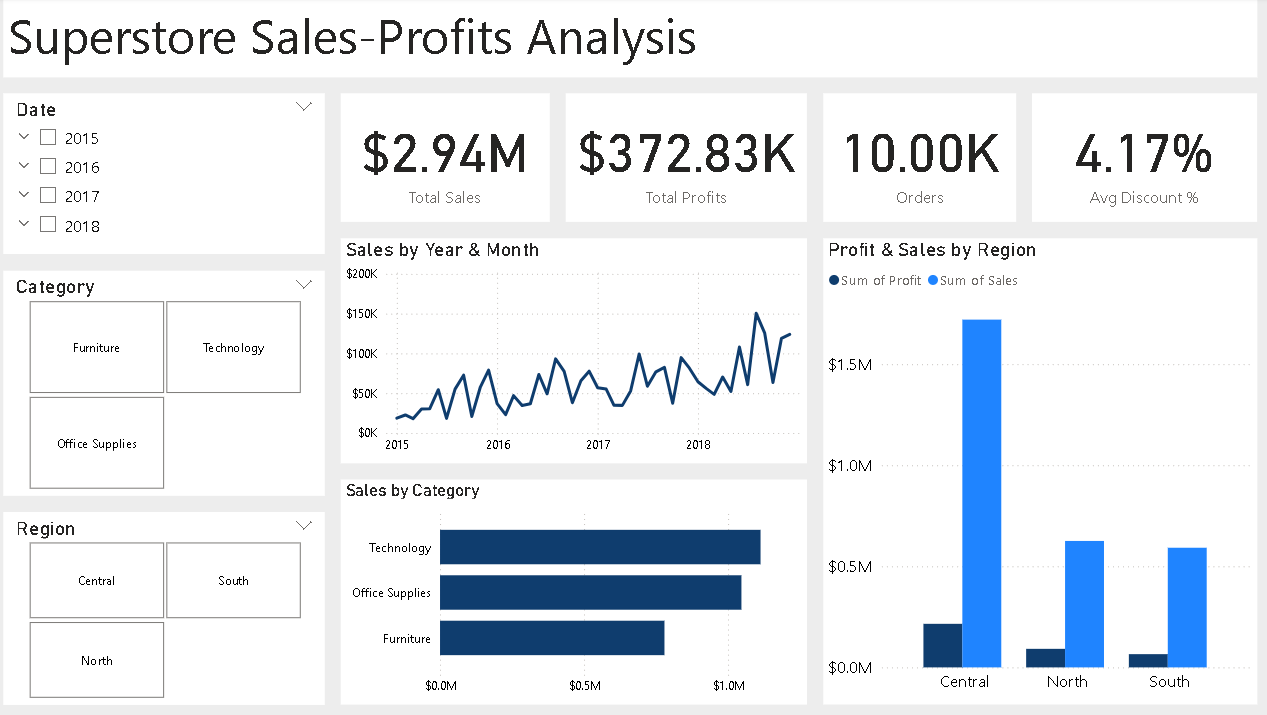 Superstore Sales-Profits Analysis
Date
2015
2016
2017
2018
Category
Furniture
Technology
Office Supplies
Region
Central
South
North
$2.94M
Total Sales
$372.83K
Total Profits
10.00K
Orders
4.17%
Avg Discount %
Sales by Year & Month
$200K
$150K
$100K
$50K
$0K
2015 2016 2017 2018
Sales by Category
Technology
Office Supplies
Furniture
$0.0M $0.5M $1.0M
Profit & Sales by Region
Sum of Profit Sum of Sales
$1.5M
$1.0M
$0.5M
$0.0M
Central North South